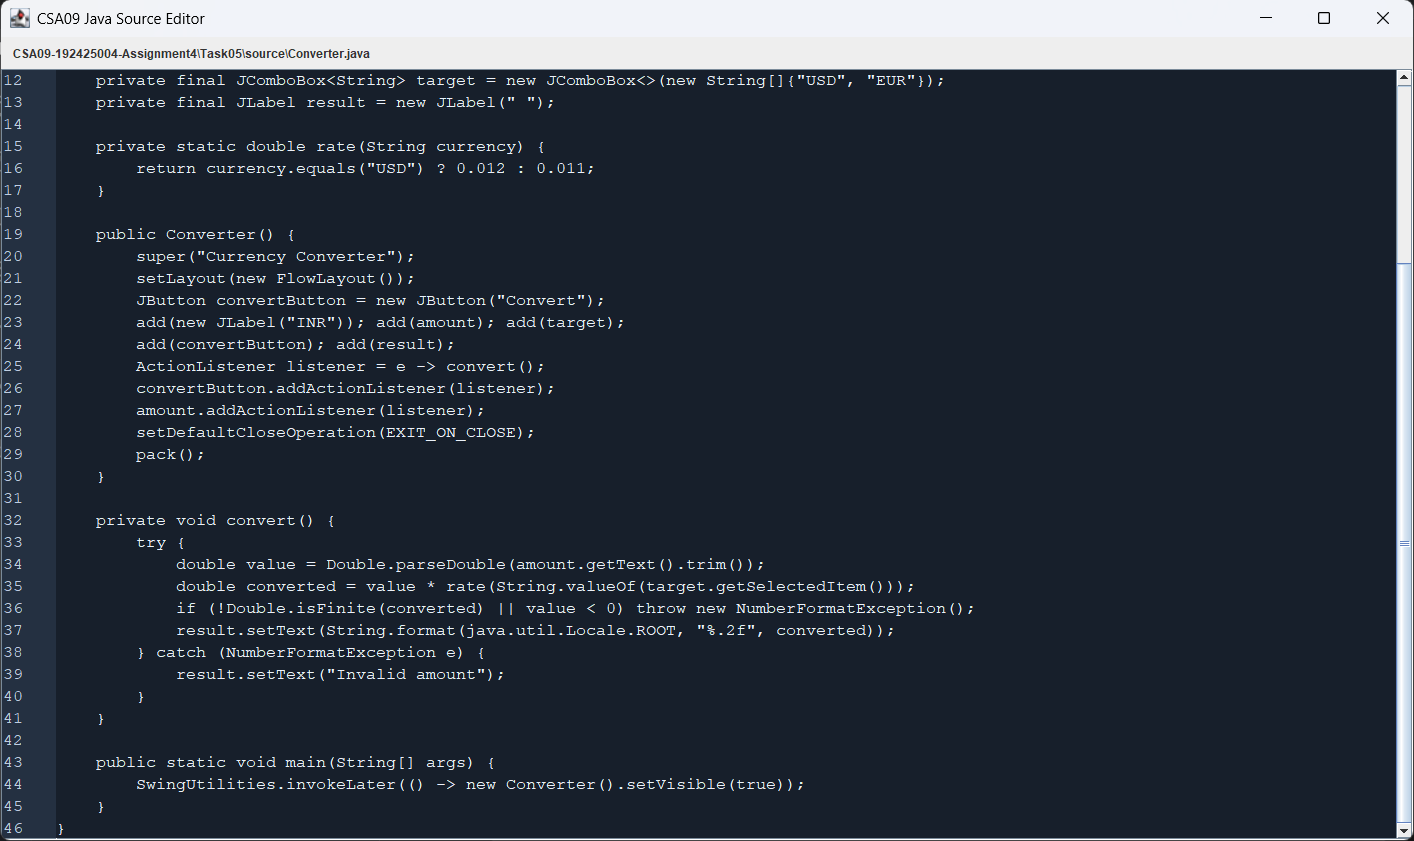 CSA09 Java Source Editor
CSA09-192425004-Assignment4\Task05\source\Converter.java
12    private final JComboBox<String> target = new JComboBox<>(new String[]{"USD", "EUR"});
13    private final JLabel result = new JLabel(" ");
14
15    private static double rate(String currency) {
16        return currency.equals("USD") ? 0.012 : 0.011;
17    }
18
19    public Converter() {
20        super("Currency Converter");
21        setLayout(new FlowLayout());
22        JButton convertButton = new JButton("Convert");
23        add(new JLabel("INR")); add(amount); add(target);
24        add(convertButton); add(result);
25        ActionListener listener = e -> convert();
26        convertButton.addActionListener(listener);
27        amount.addActionListener(listener);
28        setDefaultCloseOperation(EXIT_ON_CLOSE);
29        pack();
30    }
31
32    private void convert() {
33        try {
34            double value = Double.parseDouble(amount.getText().trim());
35            double converted = value * rate(String.valueOf(target.getSelectedItem()));
36            if (!Double.isFinite(converted) || value < 0) throw new NumberFormatException();
37            result.setText(String.format(java.util.Locale.ROOT, "%.2f", converted));
38        } catch (NumberFormatException e) {
39            result.setText("Invalid amount");
40        }
41    }
42
43    public static void main(String[] args) {
44        SwingUtilities.invokeLater(() -> new Converter().setVisible(true));
45    }
46 }